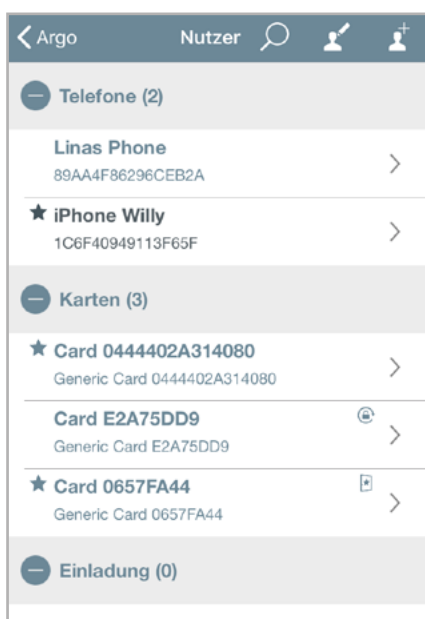 Argo Nutzer
Telefone (2)
Linas Phone
89AA4F86296CEB2A
iPhone Willy
1C6F40949113F65F
Karten (3)
Card 0444402A314080
Generic Card 0444402A314080
Card E2A75DD9
Generic Card E2A75DD9
Card 0657FA44
Generic Card 0657FA44
Einladung (0)